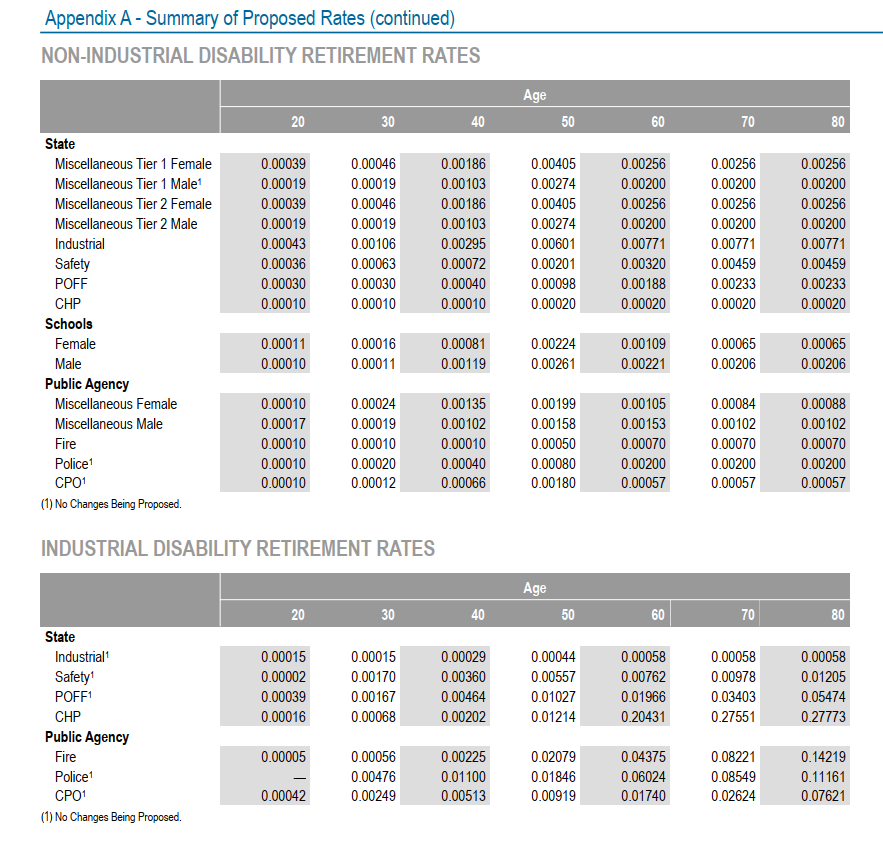 Appendix A - Summary of Proposed Rates (continued)
NON-INDUSTRIAL DISABILITY RETIREMENT RATES
Age
20 30 40 50 60 70 80
State
Miscellaneous Tier 1 Female 0.00039 0.00046 0.00186 0.00405 0.00256 0.00256 0.00256
Miscellaneous Tier 1 Male¹ 0.00019 0.00019 0.00103 0.00274 0.00200 0.00200 0.00200
Miscellaneous Tier 2 Female 0.00039 0.00046 0.00186 0.00405 0.00256 0.00256 0.00256
Miscellaneous Tier 2 Male 0.00019 0.00019 0.00103 0.00274 0.00200 0.00200 0.00200
Industrial 0.00043 0.00106 0.00295 0.00601 0.00771 0.00771 0.00771
Safety 0.00036 0.00063 0.00072 0.00201 0.00320 0.00459 0.00459
POFF 0.00030 0.00030 0.00040 0.00098 0.00188 0.00233 0.00233
CHP 0.00010 0.00010 0.00010 0.00020 0.00020 0.00020 0.00020
Schools
Female 0.00011 0.00016 0.00081 0.00224 0.00109 0.00065 0.00065
Male 0.00010 0.00011 0.00119 0.00261 0.00221 0.00206 0.00206
Public Agency
Miscellaneous Female 0.00010 0.00024 0.00135 0.00199 0.00105 0.00084 0.00088
Miscellaneous Male 0.00017 0.00019 0.00102 0.00158 0.00153 0.00102 0.00102
Fire 0.00010 0.00010 0.00010 0.00050 0.00070 0.00070 0.00070
Police¹ 0.00010 0.00020 0.00040 0.00080 0.00200 0.00200 0.00200
CPO¹ 0.00010 0.00012 0.00066 0.00180 0.00057 0.00057 0.00057
(1) No Changes Being Proposed.
INDUSTRIAL DISABILITY RETIREMENT RATES
Age
20 30 40 50 60 70 80
State
Industrial¹ 0.00015 0.00015 0.00029 0.00044 0.00058 0.00058 0.00058
Safety¹ 0.00002 0.00170 0.00360 0.00557 0.00762 0.00978 0.01205
POFF¹ 0.00039 0.00167 0.00464 0.01027 0.01966 0.03403 0.05474
CHP 0.00016 0.00068 0.00202 0.01214 0.20431 0.27551 0.27773
Public Agency
Fire 0.00005 0.00056 0.00225 0.02079 0.04375 0.08221 0.14219
Police¹ — 0.00476 0.01100 0.01846 0.06024 0.08549 0.11161
CPO¹ 0.00042 0.00249 0.00513 0.00919 0.01740 0.02624 0.07621
(1) No Changes Being Proposed.